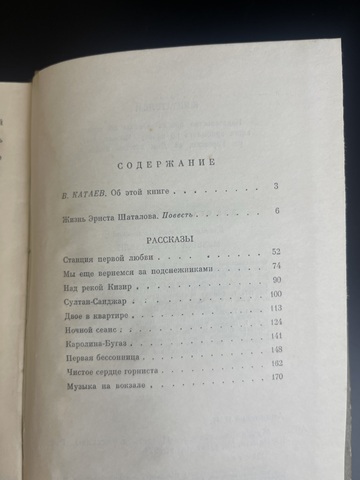 СОДЕРЖАНИЕ
В. КАТАЕВ. Об этой книге . . . . . . . . . 3
Жизнь Эрнста Шаталова. Повесть . . . . . . . . 6
РАССКАЗЫ
Станция первой любви . . . . . . . . . 52
Мы еще вернемся за подснежниками . . . . . . 74
Над рекой Кизир . . . . . . . . . . 90
Султан-Санджар . . . . . . . . . . 100
Двое в квартире . . . . . . . . . . 113
Ночной сеанс . . . . . . . . . . 124
Каролина-Бугаз . . . . . . . . . . 141
Первая бессонница . . . . . . . . . 148
Чистое сердце горниста . . . . . . . . 162
Музыка на вокзале . . . . . . . . . 170